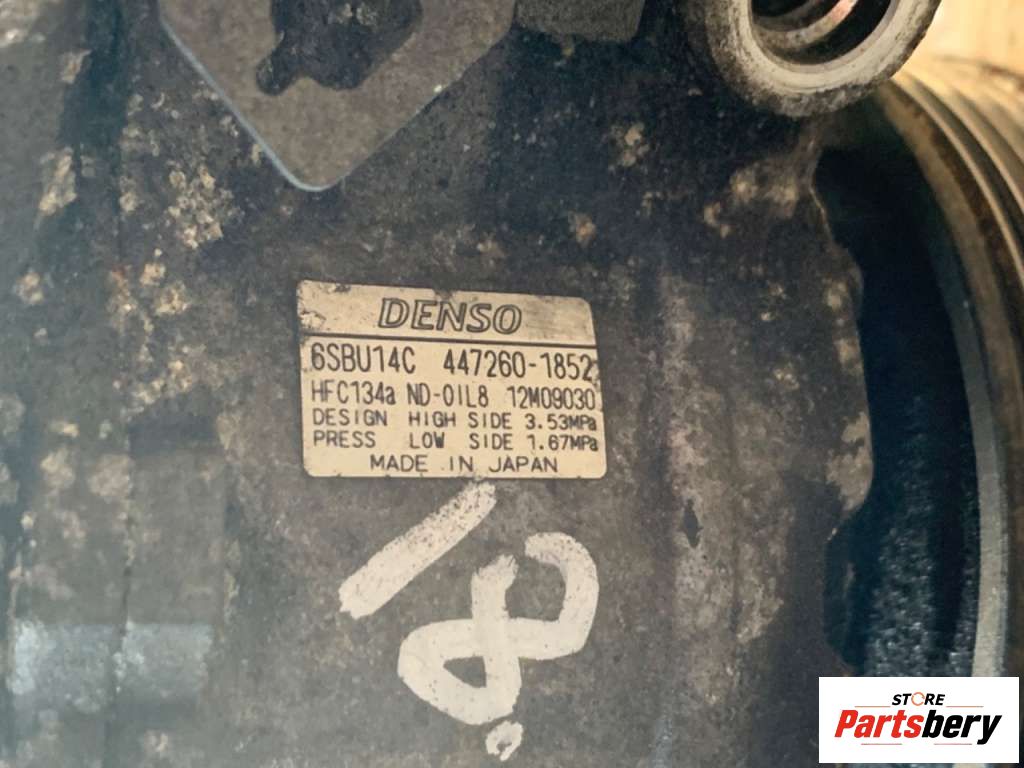 DENSO
6SBU14C 447260-1852
HFC134a ND-OIL8 12M09030
DESIGN HIGH SIDE 3.53MPa
PRESS LOW SIDE 1.67MPa
MADE IN JAPAN
STORE
Partsbery